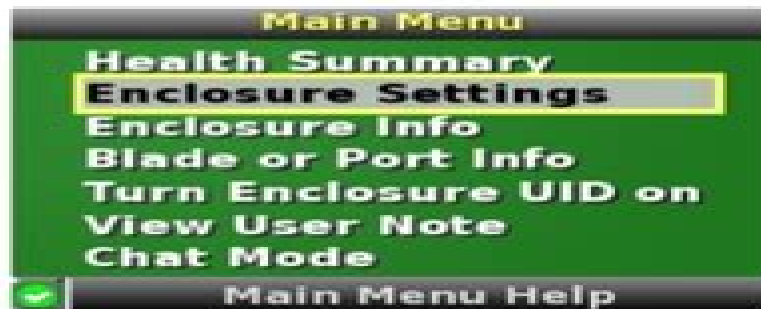 Main Menu
Health Summary
Enclosure Settings
Enclosure Info
Blade or Port Info
Turn Enclosure UID on
View User Note
Chat Mode
Main Menu Help